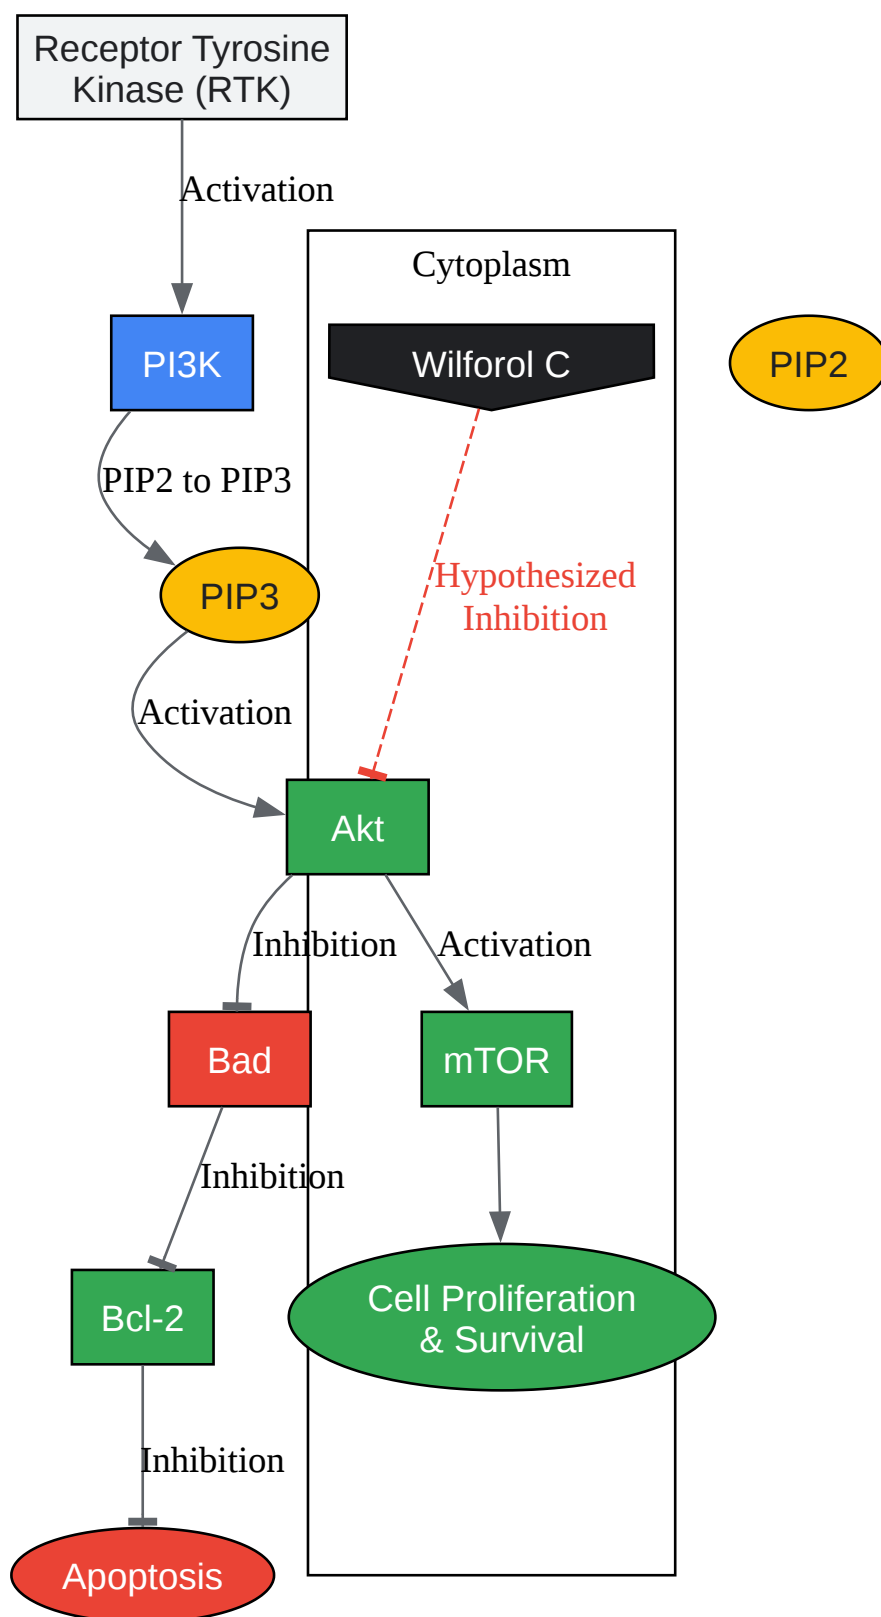 Receptor Tyrosine
Kinase (RTK)
Activation
Cytoplasm
PI3K
Wilforol C
PIP2
PIP2 to PIP3
Hypothesized
Inhibition
PIP3
Activation
Akt
Inhibition
Activation
Bad
mTOR
Inhibition
Bcl-2
Cell Proliferation
& Survival
Inhibition
Apoptosis